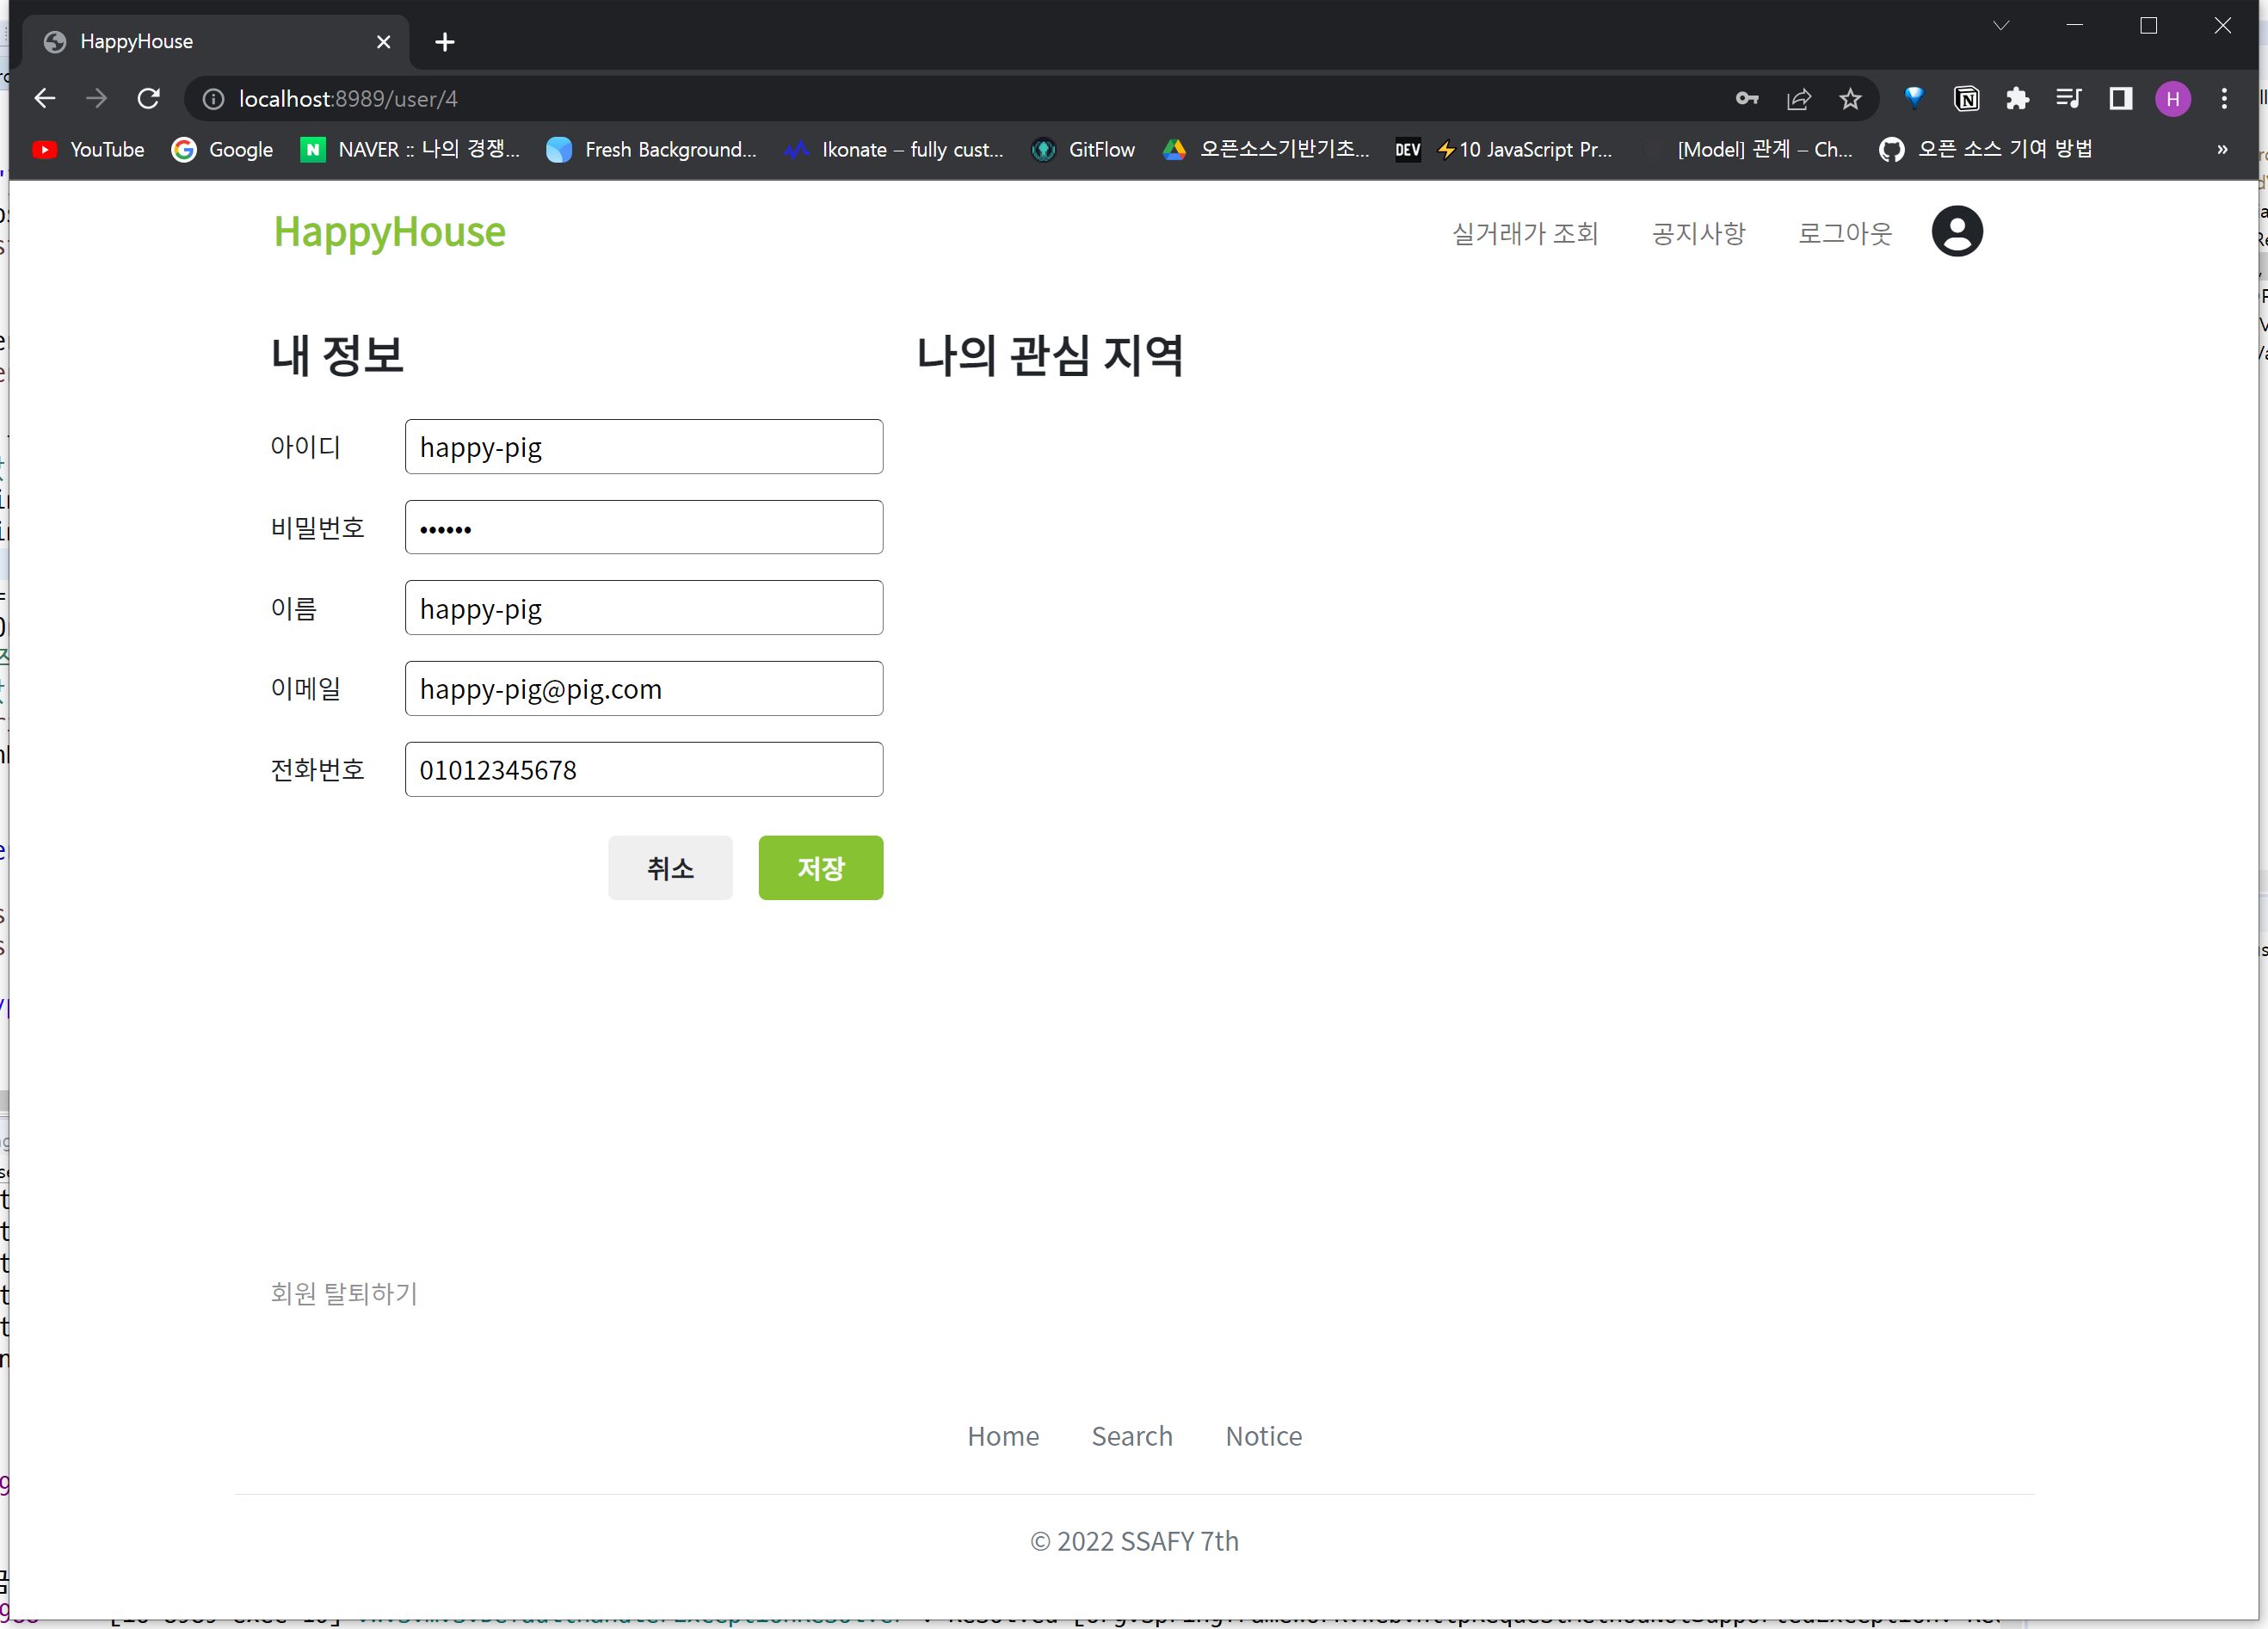 HappyHouse
localhost:8989/user/4
YouTube
Google
NAVER :: 나의 경쟁...
Fresh Background...
Ikonate – fully cust...
GitFlow
오픈소스기반기초...
DEV
⚡10 JavaScript Pr...
[Model] 관계 – Ch...
오픈 소스 기여 방법
»
H
HappyHouse
실거래가 조회
공지사항
로그아웃
내 정보
나의 관심 지역
아이디
happy-pig
비밀번호
••••••
이름
happy-pig
이메일
happy-pig@pig.com
전화번호
01012345678
취소
저장
회원 탈퇴하기
Home
Search
Notice
© 2022 SSAFY 7th